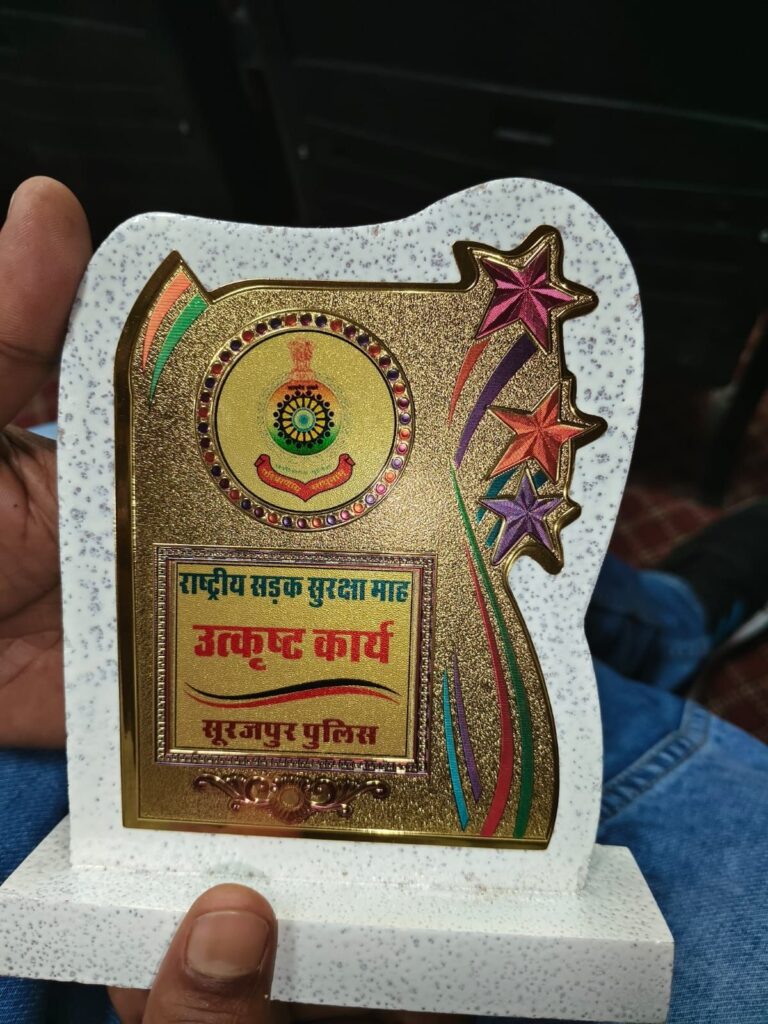 राष्ट्रीय सड़क सुरक्षा माह
उत्कृष्ट कार्य
सूरजपुर पुलिस